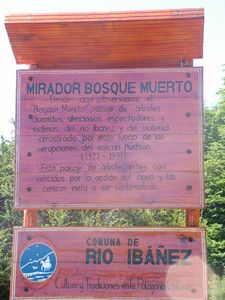 MIRADOR BOSQUE MUERTO
Desde aquí observamos el
"Bosque Muerto", paisaje de árboles
dormidos, silenciosos espectadores y
víctimas del río Ibáñez y del material
arrastrado por éste luego de las
erupciones del volcán Hudson
(1971 - 1991)
Este paisaje de árboles inertes casi
vencidos por la acción del agua y las
cenizas invita a ser contemplado.
COMUNA DE
RIO IBÁÑEZ
Cultura y Tradiciones en la Patagonia Chilena